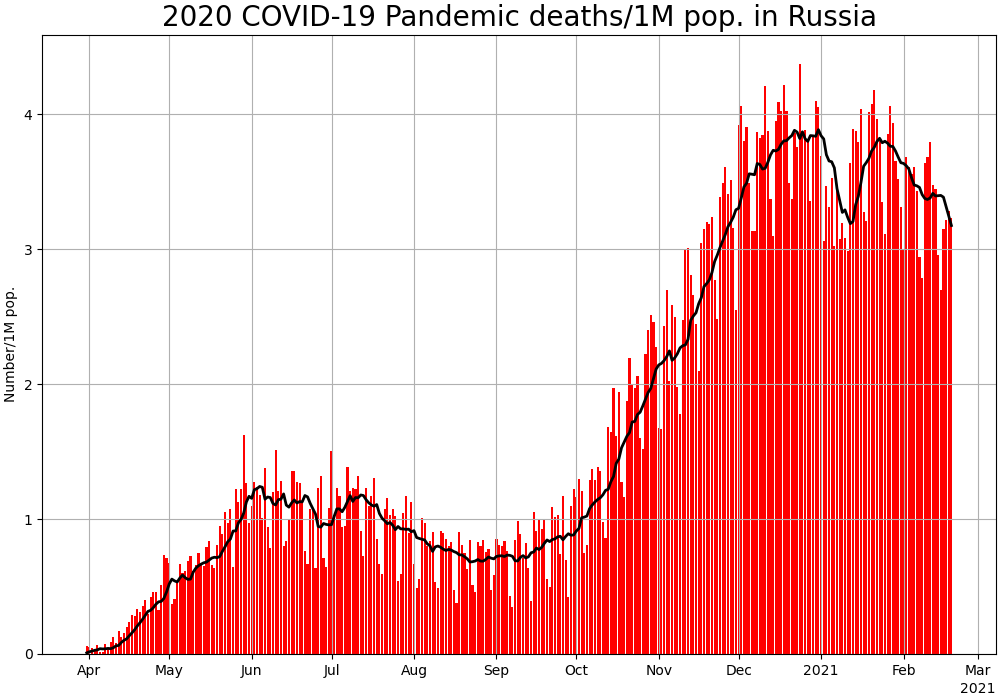 2020 COVID-19 Pandemic deaths/1M pop. in Russia
Number/1M pop.
4
3
2
1
0
Apr May Jun Jul Aug Sep Oct Nov Dec 2021 Feb Mar
2021